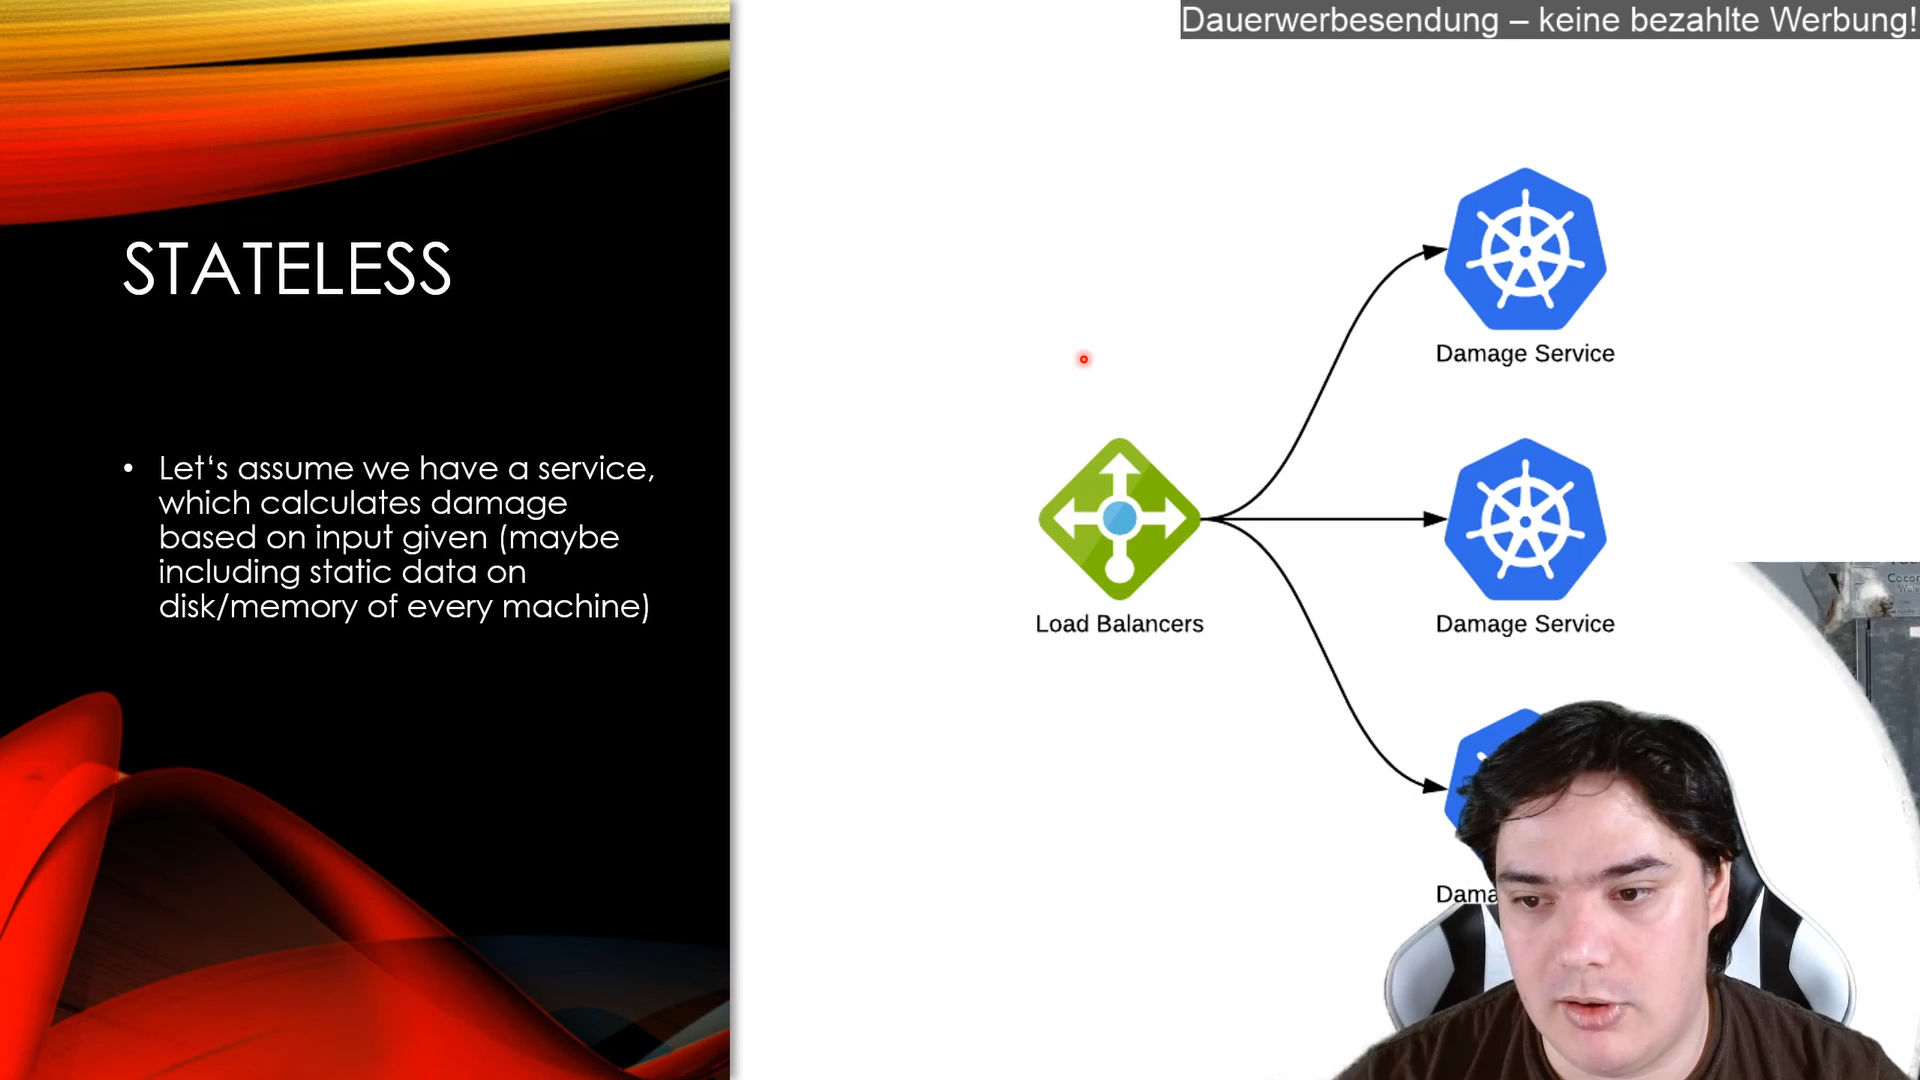 Dauerwerbesendung – keine bezahlte Werbung!
STATELESS
• Let‘s assume we have a service,
which calculates damage
based on input given (maybe
including static data on
disk/memory of every machine)
Damage Service
Load Balancers
Damage Service